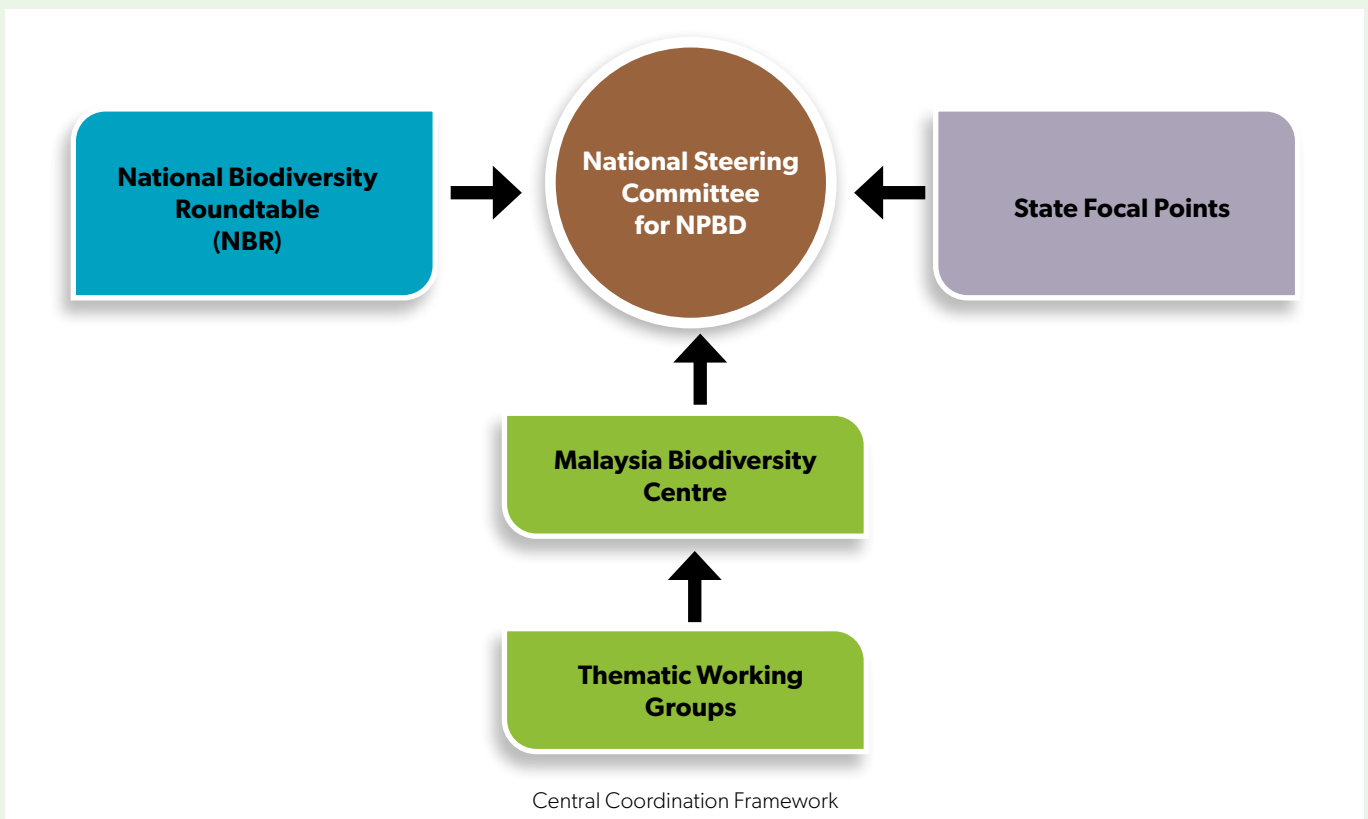 National Biodiversity
Roundtable
(NBR)
National Steering
Committee
for NPBD
State Focal Points
Malaysia Biodiversity
Centre
Thematic Working
Groups
Central Coordination Framework